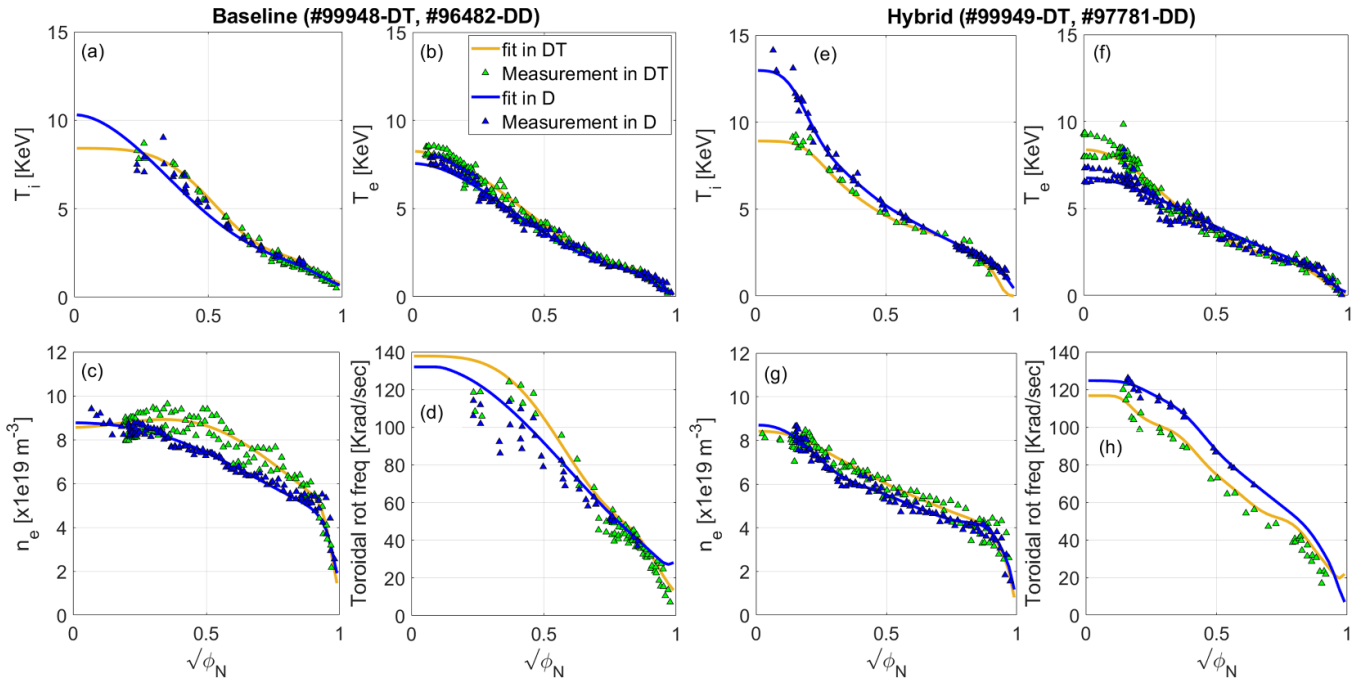 Baseline (#99948-DT, #96482-DD)
Hybrid (#99949-DT, #97781-DD)
(a)
T_i [KeV]
15
10
5
0
0 0.5 1
(b)
fit in DT
Measurement in DT
fit in D
Measurement in D
T_e [KeV]
15
10
5
0
0 0.5 1
(e)
T_i [KeV]
15
10
5
0
0 0.5 1
(f)
T_e [KeV]
15
10
5
0
0 0.5 1
(c)
n_e [x1e19 m^-3]
12
10
8
6
4
2
0
0 0.5 1
√ϕ_N
(d)
Toroidal rot freq [Krad/sec]
140
120
100
80
60
40
20
0
0 0.5 1
√ϕ_N
(g)
n_e [x1e19 m^-3]
12
10
8
6
4
2
0
0 0.5 1
√ϕ_N
(h)
Toroidal rot freq [Krad/sec]
140
120
100
80
60
40
20
0
0 0.5 1
√ϕ_N